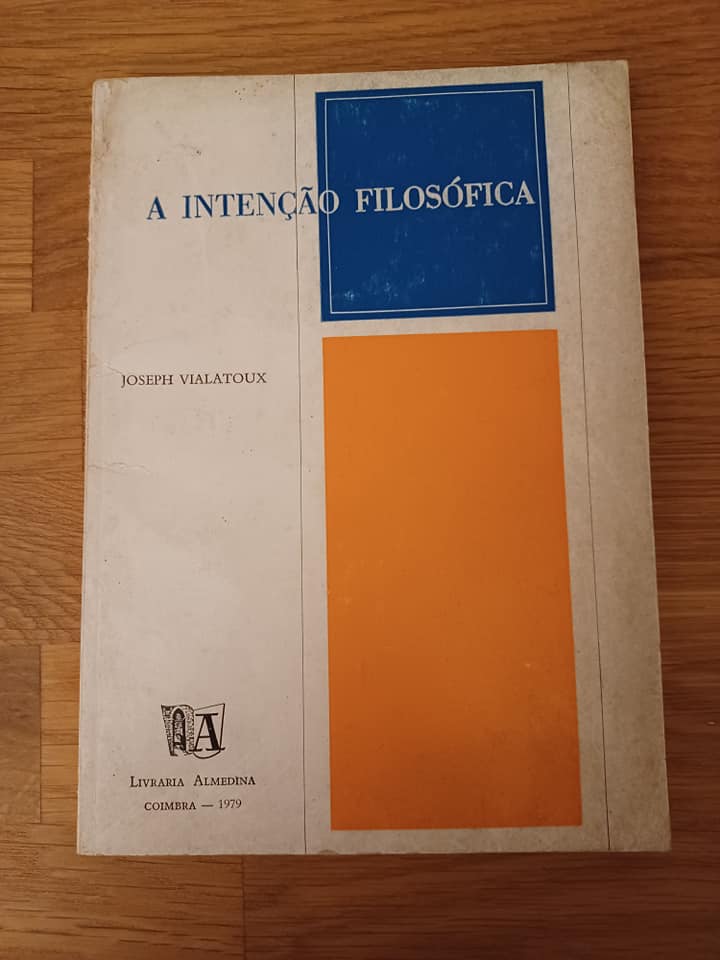 A INTENÇÃO FILOSÓFICA
JOSEPH VIALATOUX
A
LIVRARIA ALMEDINA
COIMBRA — 1979